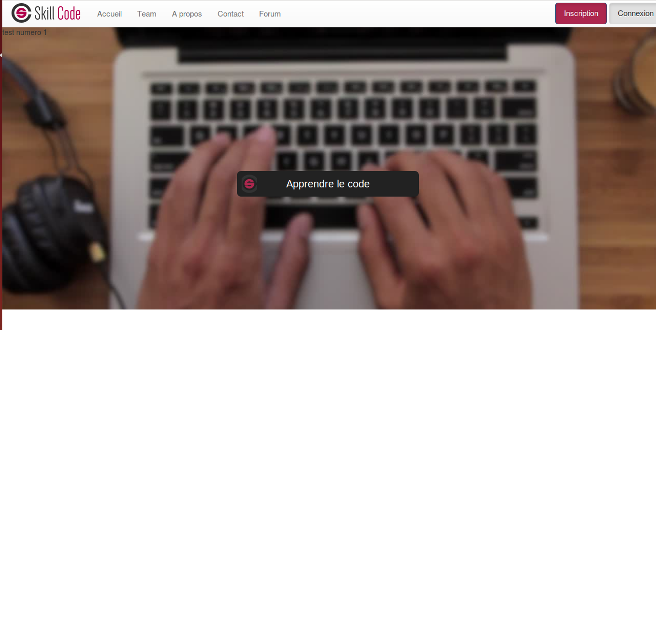 Skill Code
Accueil
Team
A propos
Contact
Forum
Inscription
Connexion
test numero 1
Apprendre le code